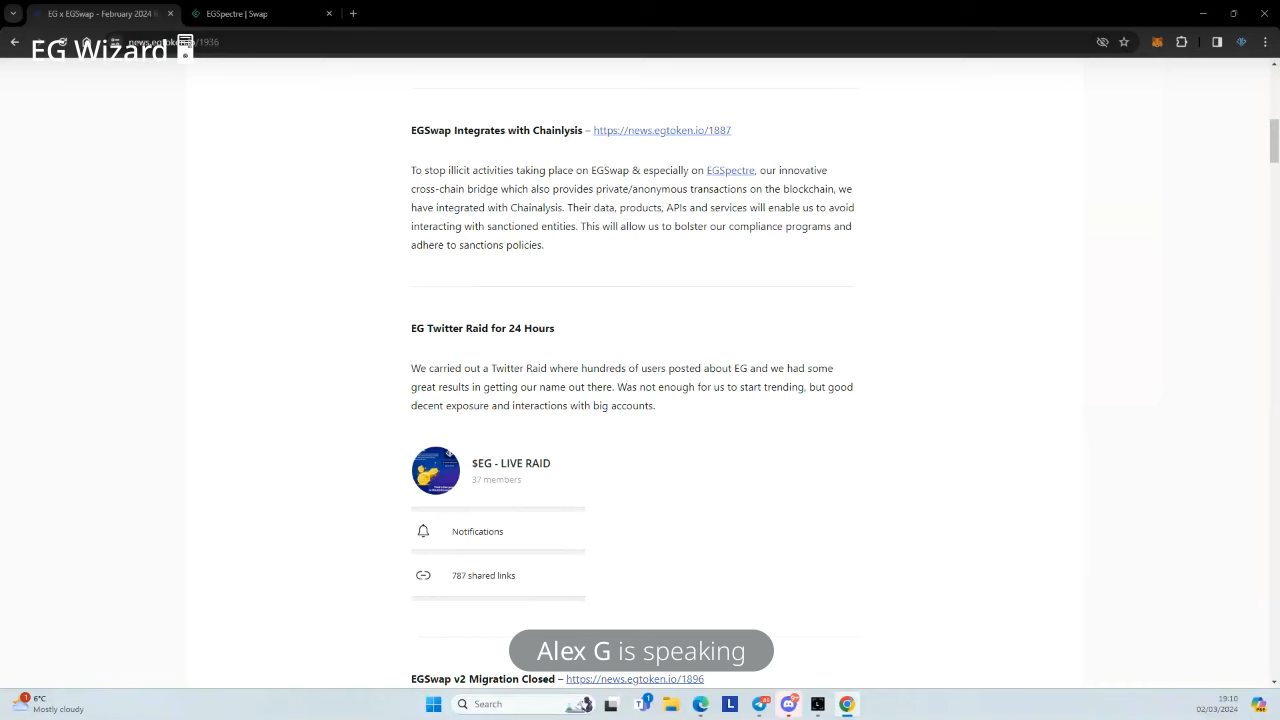 EG x EGSwap - February 2024
EGSpectre | Swap
news.egtoken.io/1936
EG Wizard
EGSwap Integrates with Chainlysis – https://news.egtoken.io/1887
To stop illicit activities taking place on EGSwap & especially on EGSpectre, our innovative
cross-chain bridge which also provides private/anonymous transactions on the blockchain, we
have integrated with Chainalysis. Their data, products, APIs and services will enable us to avoid
interacting with sanctioned entities. This will allow us to bolster our compliance programs and
adhere to sanctions policies.
EG Twitter Raid for 24 Hours
We carried out a Twitter Raid where hundreds of users posted about EG and we had some
great results in getting our name out there. Was not enough for us to start trending, but good
decent exposure and interactions with big accounts.
$EG - LIVE RAID
37 members
Notifications
787 shared links
Alex G is speaking
EGSwap v2 Migration Closed – https://news.egtoken.io/1896
1
6°C
Mostly cloudy
Search
1
9+
19:10
02/03/2024